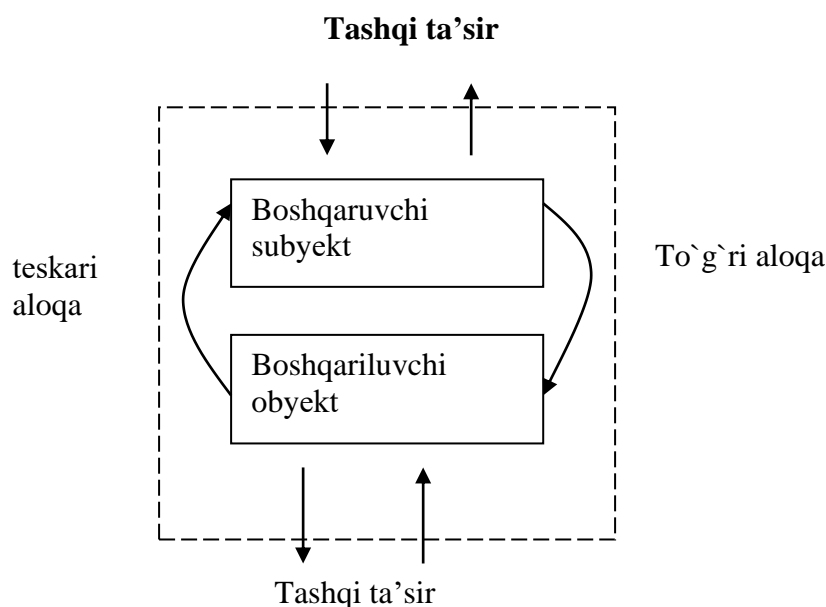 Tashqi ta’sir
Boshqaruvchi
subyekt
teskari
aloqa
To`g`ri aloqa
Boshqariluvchi
obyekt
Tashqi ta’sir